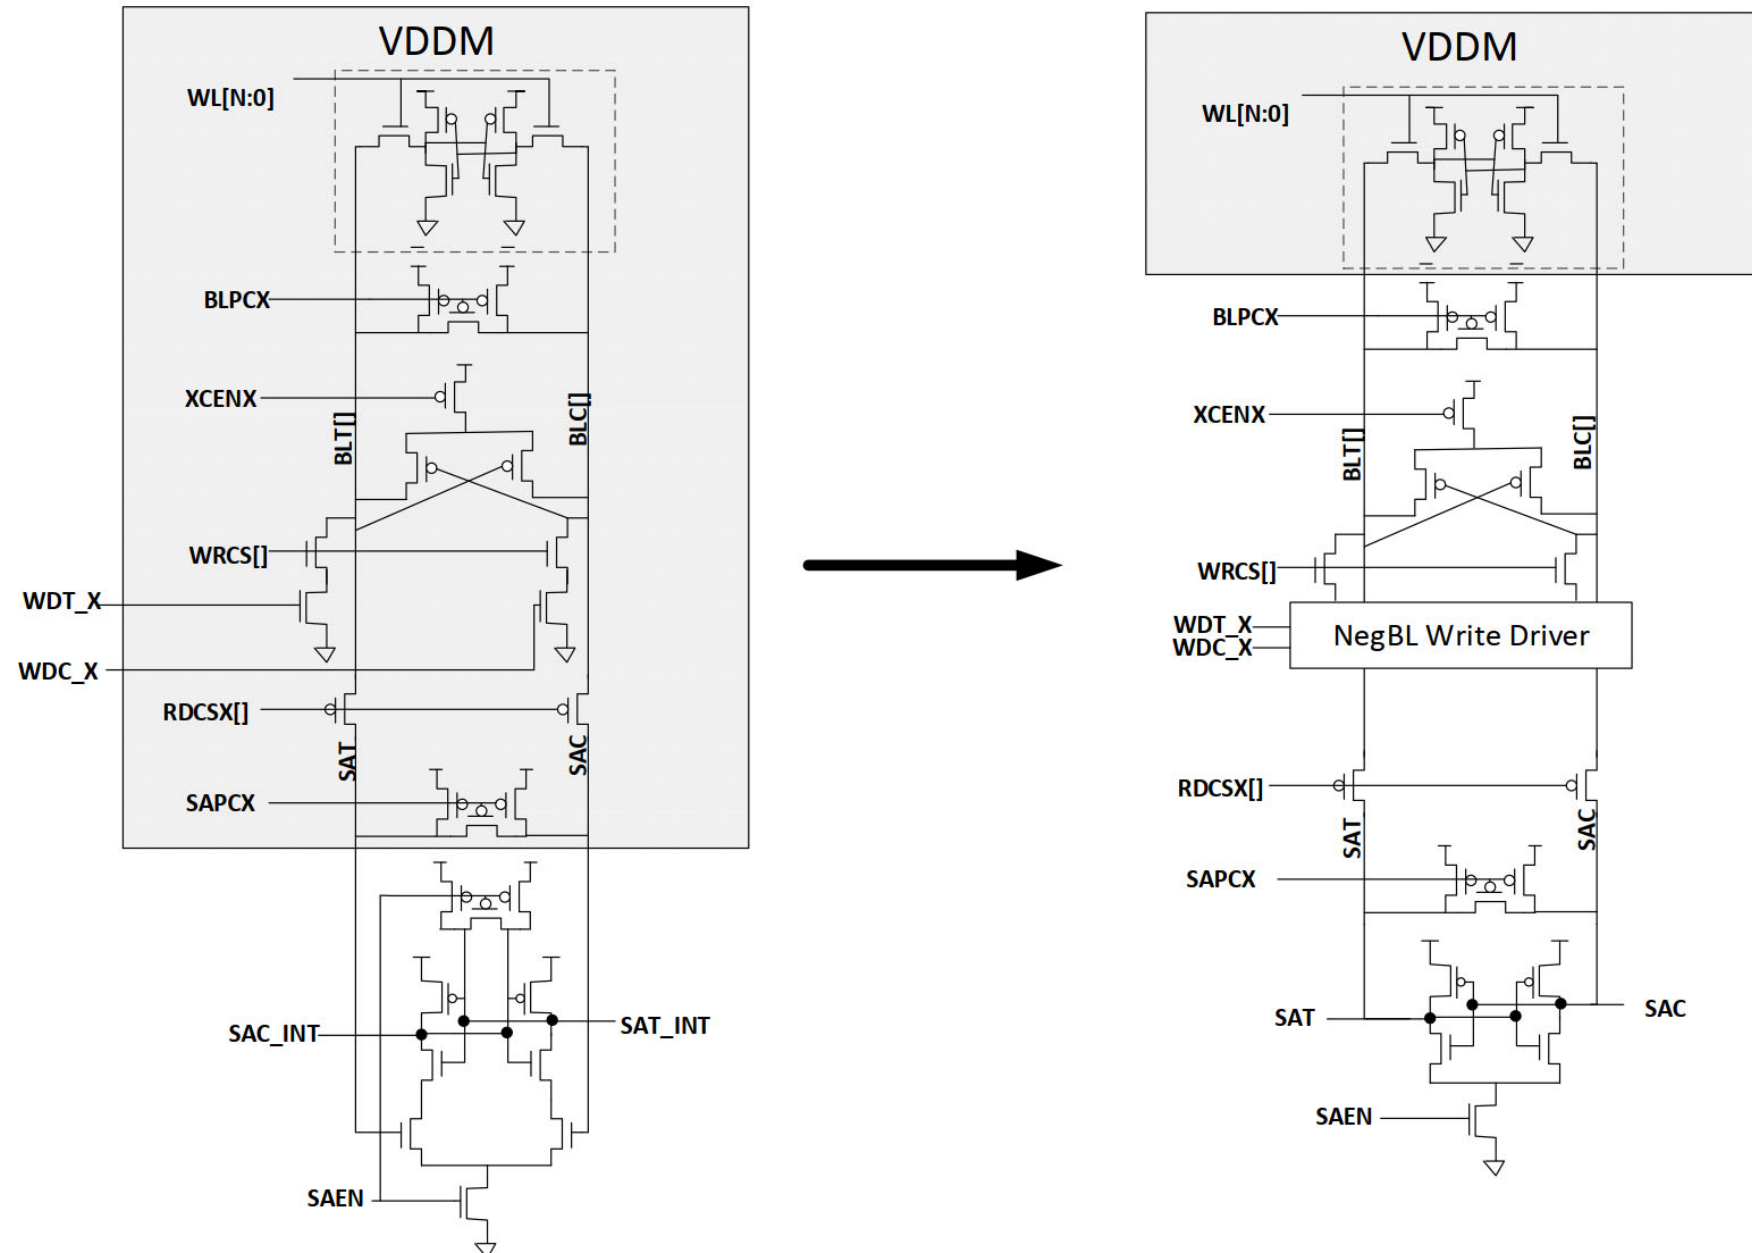 VDDM
WL[N:0]
BLPCX
XCENX
BLT[]
BLC[]
WRCS[]
WDT_X
WDC_X
RDCSX[]
SAT
SAC
SAPCX
SAC_INT
SAT_INT
SAEN
VDDM
WL[N:0]
BLPCX
XCENX
BLT[]
BLC[]
WRCS[]
WDT_X
WDC_X
NegBL Write Driver
RDCSX[]
SAT
SAC
SAPCX
SAT
SAC
SAEN